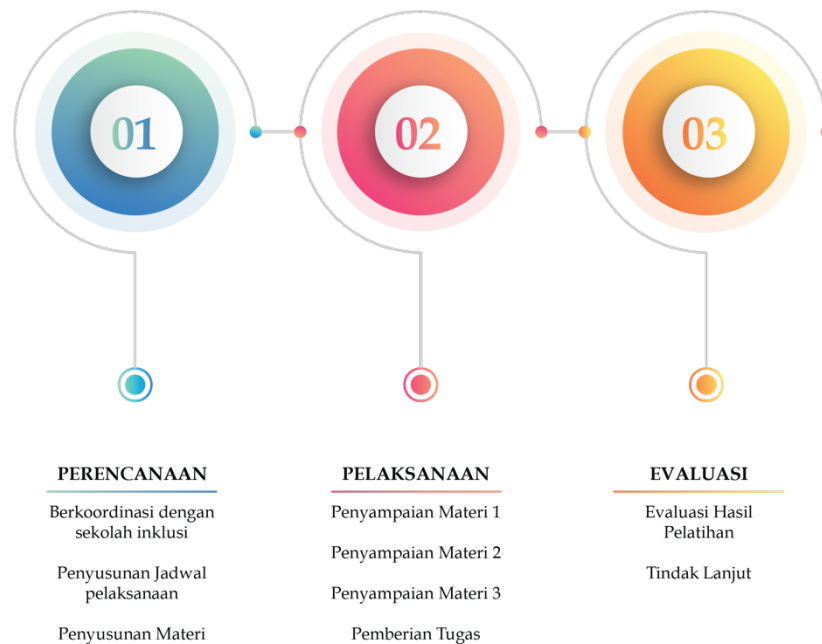 01
02
03
PERENCANAAN
Berkoordinasi dengan
sekolah inklusi
Penyusunan Jadwal
pelaksanaan
Penyusunan Materi
PELAKSANAAN
Penyampaian Materi 1
Penyampaian Materi 2
Penyampaian Materi 3
Pemberian Tugas
EVALUASI
Evaluasi Hasil
Pelatihan
Tindak Lanjut